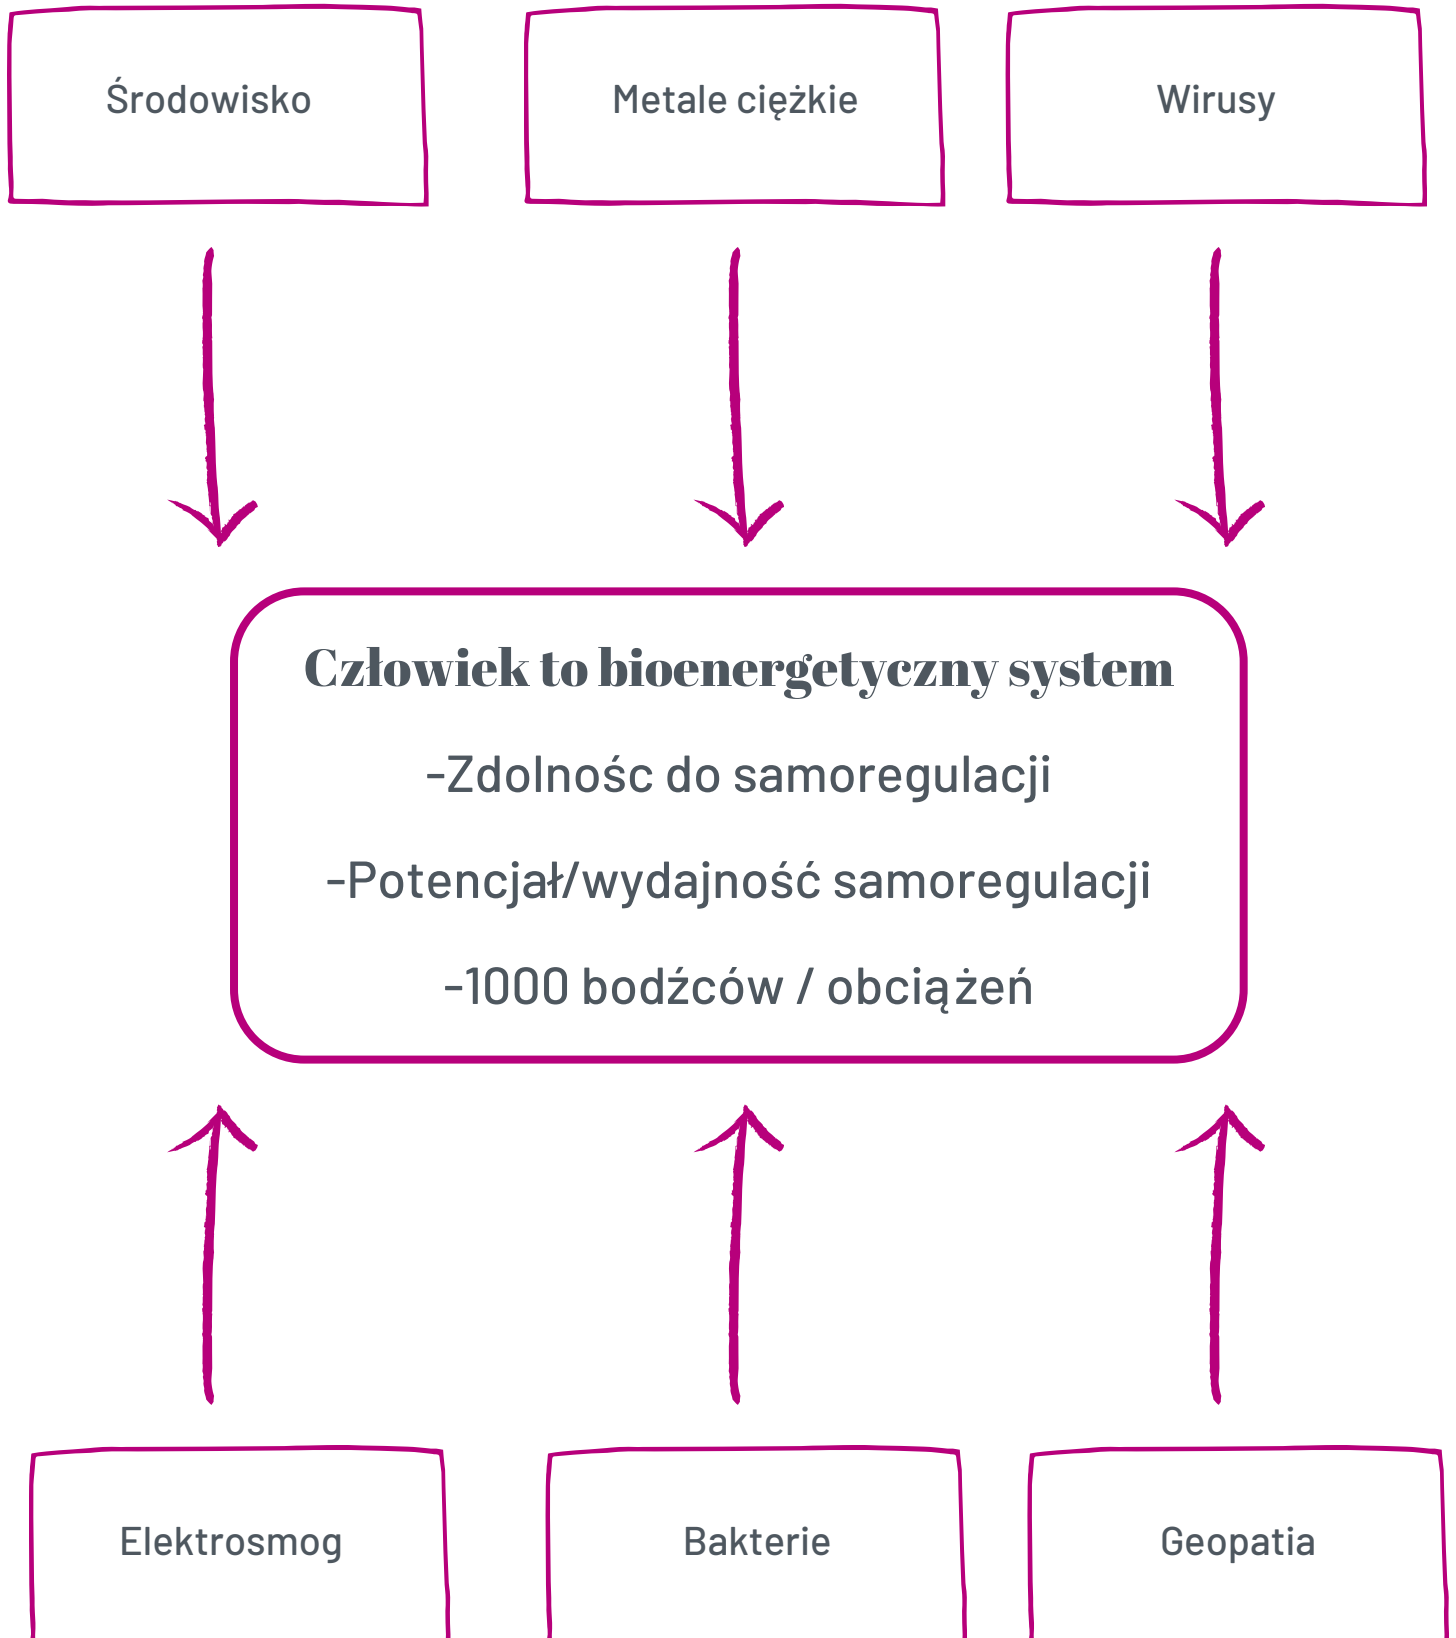 Środowisko
Metale ciężkie
Wirusy
Człowiek to bioenergetyczny system
-Zdolnośc do samoregulacji
-Potencjał/wydajność samoregulacji
-1000 bodźców / obciążeń
Elektrosmog
Bakterie
Geopatia